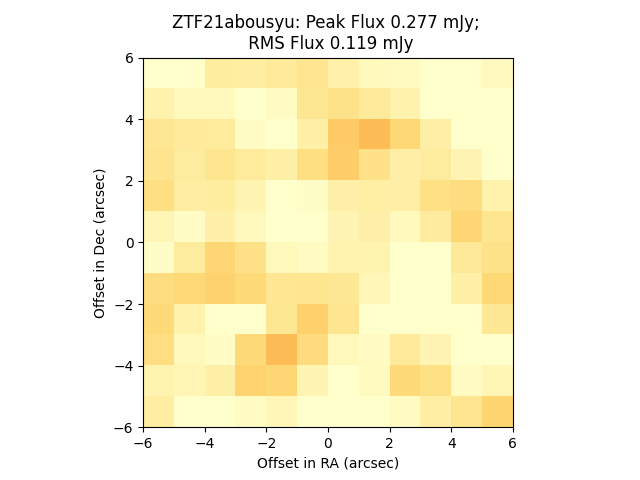 ZTF21abousyu: Peak Flux 0.277 mJy;
RMS Flux 0.119 mJy
6
4
2
0
−2
−4
−6
Offset in Dec (arcsec)
−6 −4 −2 0 2 4 6
Offset in RA (arcsec)